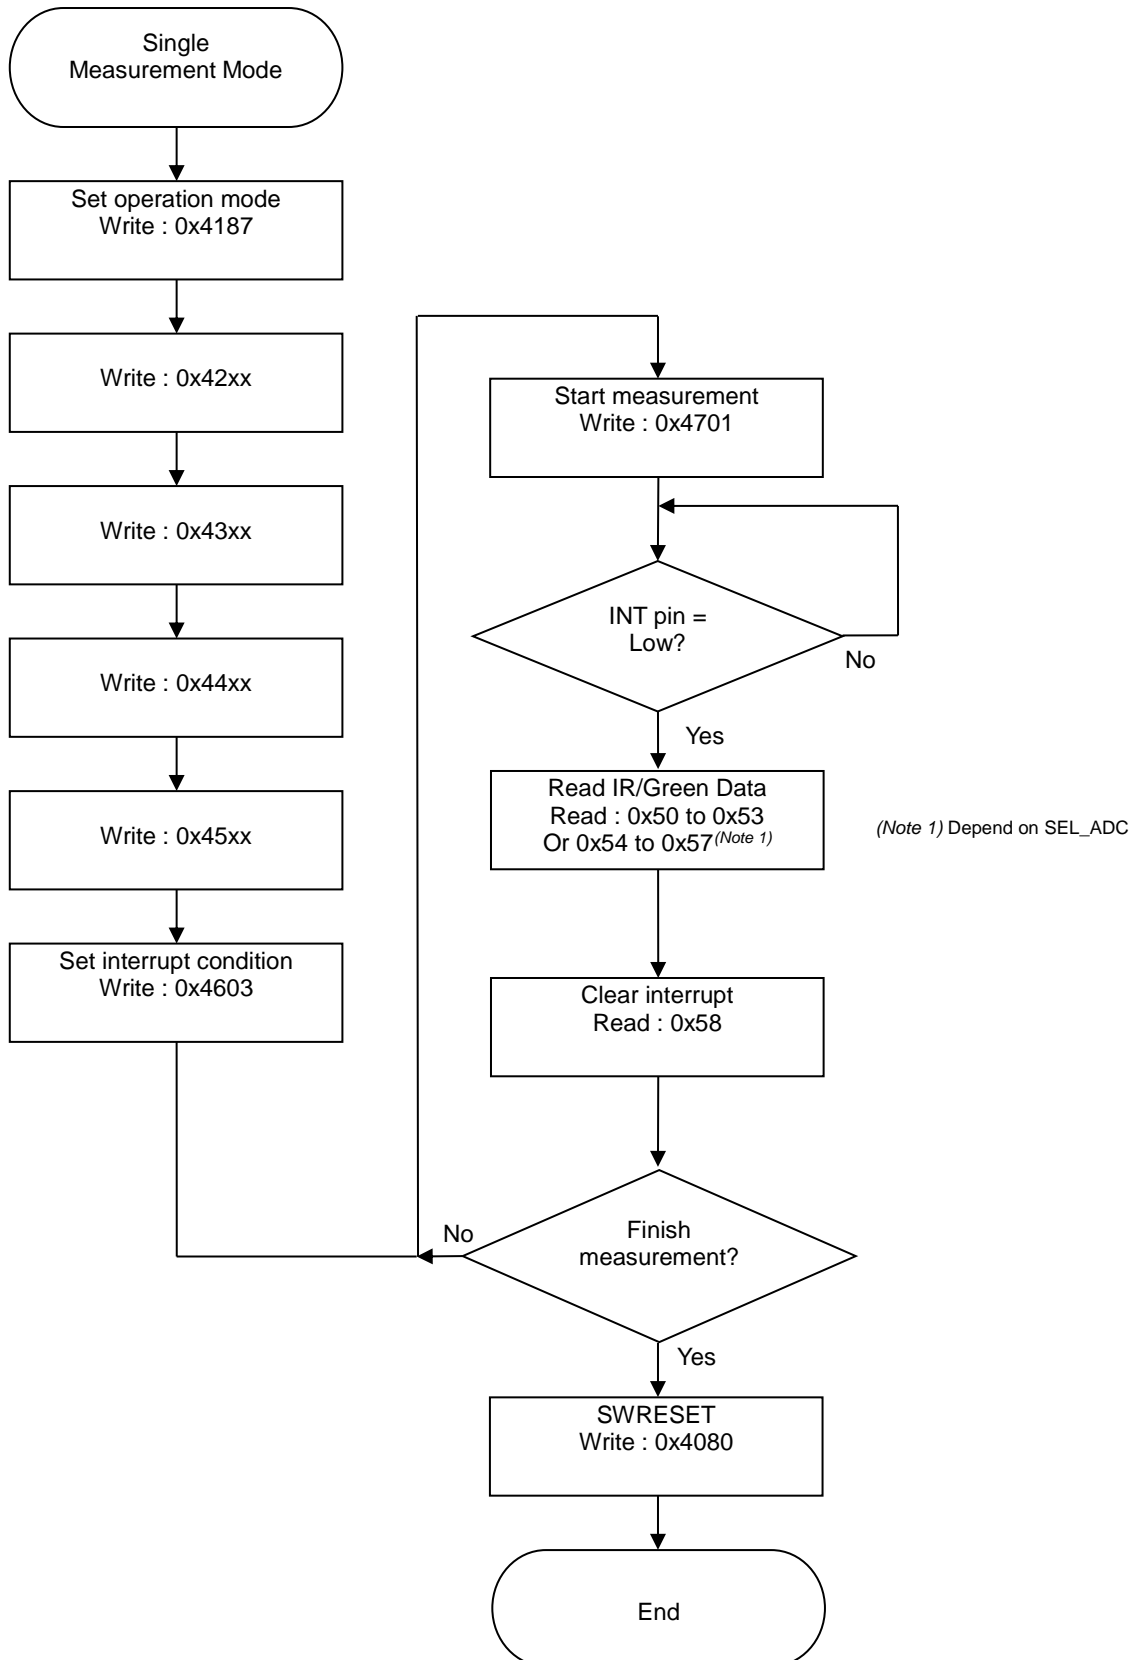 Single
Measurement Mode
Set operation mode
Write : 0x4187
Write : 0x42xx
Write : 0x43xx
Write : 0x44xx
Write : 0x45xx
Set interrupt condition
Write : 0x4603
Start measurement
Write : 0x4701
INT pin =
Low?
No
Yes
Read IR/Green Data
Read : 0x50 to 0x53
Or 0x54 to 0x57(Note 1)
(Note 1) Depend on SEL_ADC
Clear interrupt
Read : 0x58
No
Finish
measurement?
Yes
SWRESET
Write : 0x4080
End